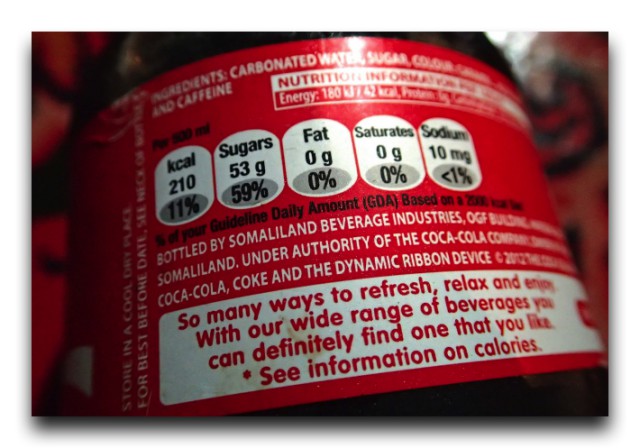 INGREDIENTS: CARBONATED WATER, SUGAR, COLOUR
AND CAFFEINE
NUTRITION INFORMATION
Energy: 180 kJ / 42 kcal, Protein:
Per 500 ml
kcal 210 11%
Sugars 53 g 59%
Fat 0 g 0%
Saturates 0 g 0%
Sodium 10 mg <1%
% of your Guideline Daily Amount (GDA) Based on a 2000 kcal diet
BOTTLED BY SOMALILAND BEVERAGE INDUSTRIES, OGF BUILDING,
SOMALILAND. UNDER AUTHORITY OF THE COCA-COLA COMPANY,
COCA-COLA, COKE AND THE DYNAMIC RIBBON DEVICE © 2012 THE
So many ways to refresh, relax and enjoy.
With our wide range of beverages you
can definitely find one that you like.
* See information on calories.
STORE IN A COOL DRY PLACE
FOR BEST BEFORE DATE, SEE NECK OF BOTTLE